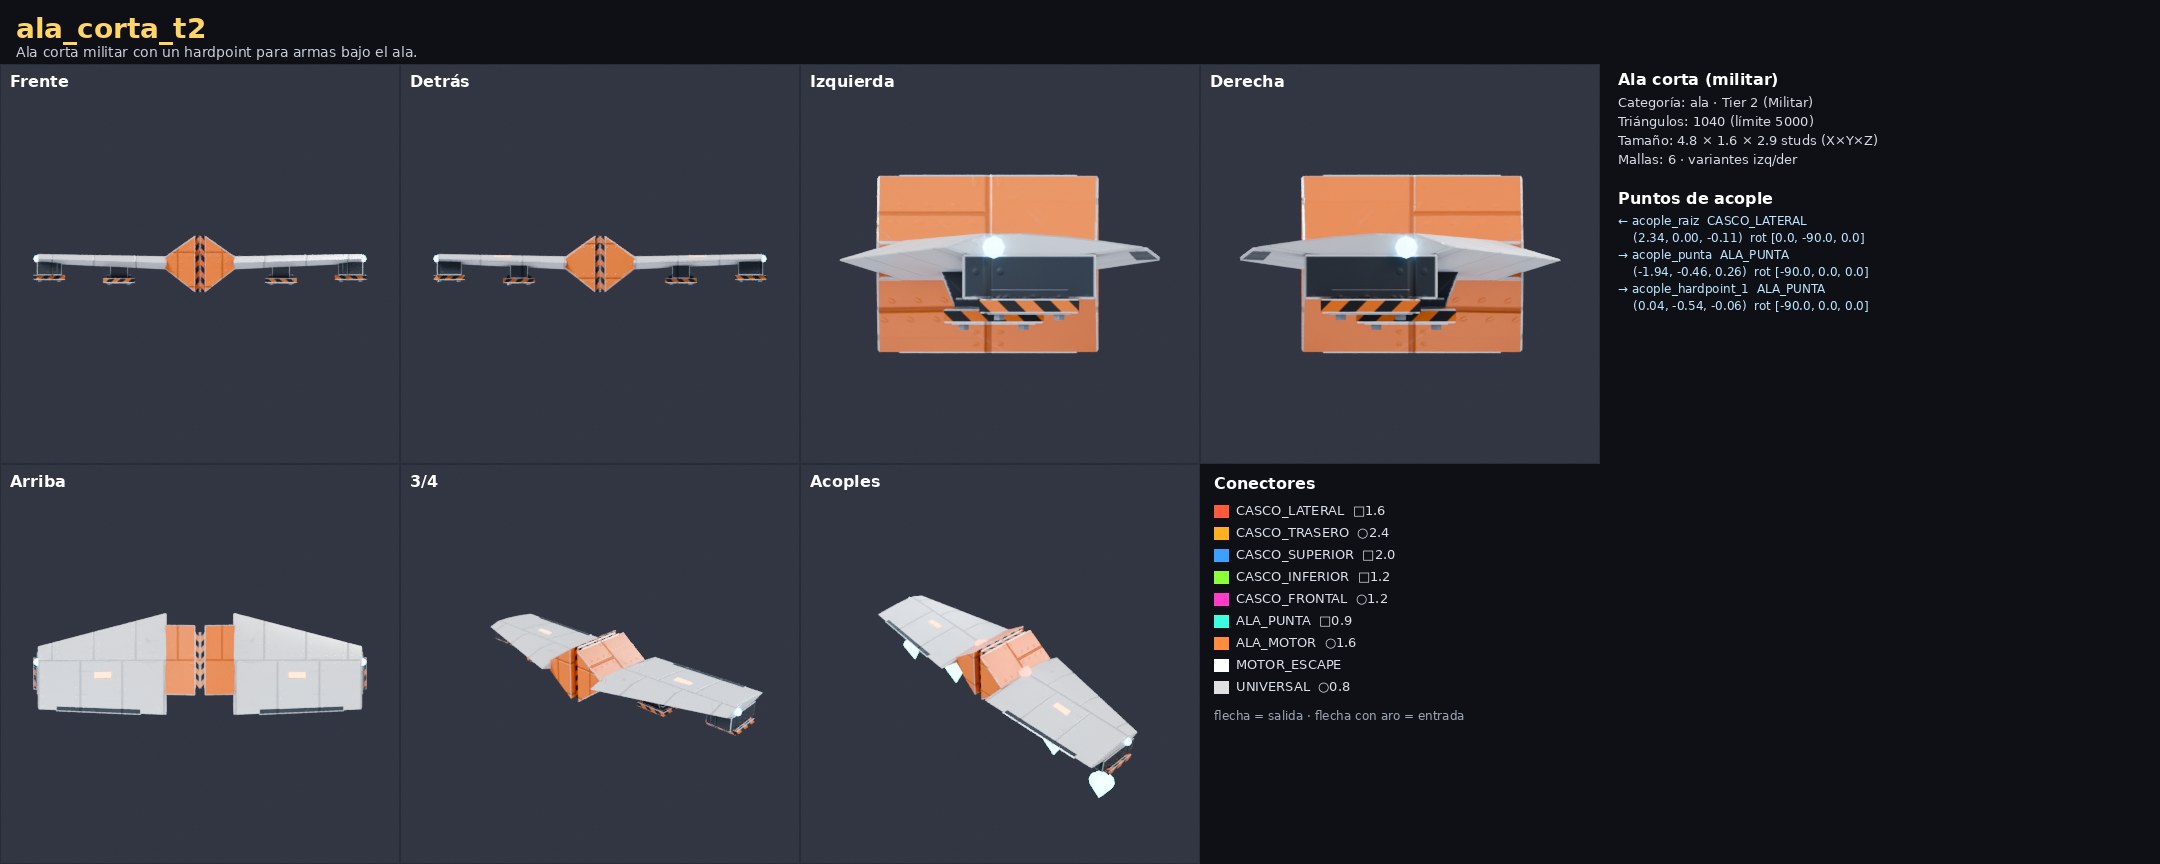 ala_corta_t2
Ala corta militar con un hardpoint para armas bajo el ala.
Frente
Detrás
Izquierda
Derecha
Ala corta (militar)
Categoría: ala · Tier 2 (Militar)
Triángulos: 1040 (límite 5000)
Tamaño: 4.8 × 1.6 × 2.9 studs (X×Y×Z)
Mallas: 6 · variantes izq/der
Puntos de acople
← acople_raiz  CASCO_LATERAL
(2.34, 0.00, -0.11)  rot [0.0, -90.0, 0.0]
→ acople_punta  ALA_PUNTA
(-1.94, -0.46, 0.26)  rot [-90.0, 0.0, 0.0]
→ acople_hardpoint_1  ALA_PUNTA
(0.04, -0.54, -0.06)  rot [-90.0, 0.0, 0.0]
Arriba
3/4
Acoples
Conectores
CASCO_LATERAL  □1.6
CASCO_TRASERO  ○2.4
CASCO_SUPERIOR  □2.0
CASCO_INFERIOR  □1.2
CASCO_FRONTAL  ○1.2
ALA_PUNTA  □0.9
ALA_MOTOR  ○1.6
MOTOR_ESCAPE
UNIVERSAL  ○0.8
flecha = salida · flecha con aro = entrada